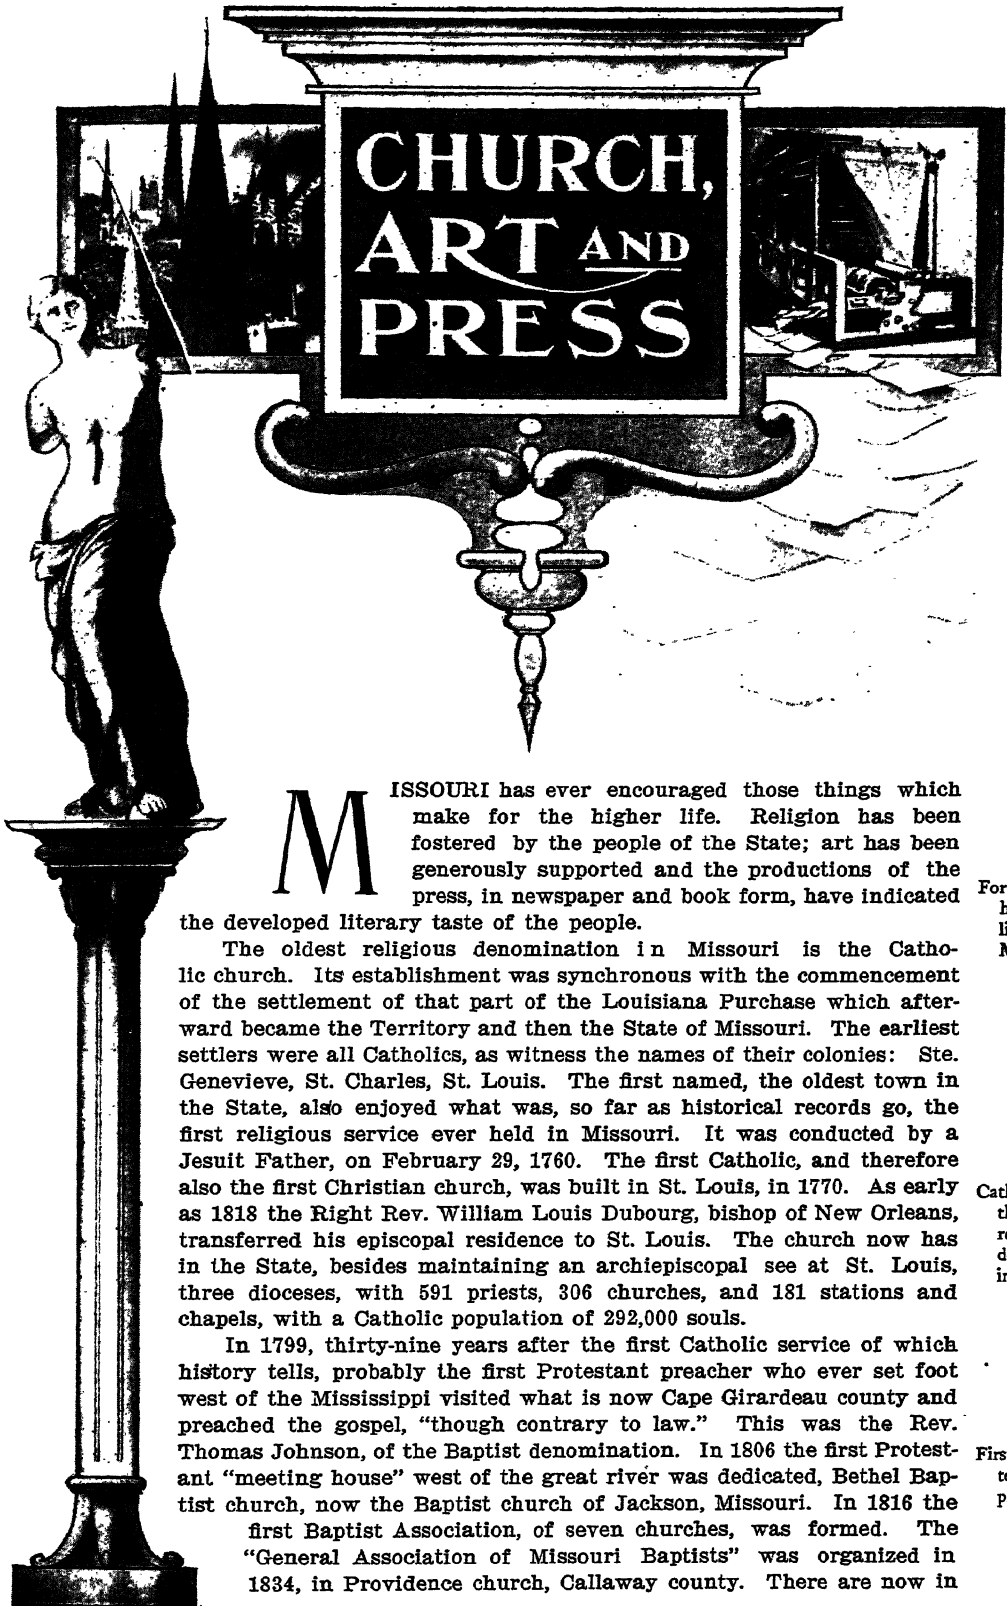 CHURCH,
ART AND
PRESS
MISSOURI has ever encouraged those things which
make for the higher life. Religion has been
fostered by the people of the State; art has been
generously supported and the productions of the
press, in newspaper and book form, have indicated
the developed literary taste of the people.
The oldest religious denomination in Missouri is the Catho-
lic church. Its establishment was synchronous with the commencement
of the settlement of that part of the Louisiana Purchase which after-
ward became the Territory and then the State of Missouri. The earliest
settlers were all Catholics, as witness the names of their colonies: Ste.
Genevieve, St. Charles, St. Louis. The first named, the oldest town in
the State, also enjoyed what was, so far as historical records go, the
first religious service ever held in Missouri. It was conducted by a
Jesuit Father, on February 29, 1760. The first Catholic, and therefore
also the first Christian church, was built in St. Louis, in 1770. As early
as 1818 the Right Rev. William Louis Dubourg, bishop of New Orleans,
transferred his episcopal residence to St. Louis. The church now has
in the State, besides maintaining an archiepiscopal see at St. Louis,
three dioceses, with 591 priests, 306 churches, and 181 stations and
chapels, with a Catholic population of 292,000 souls.
In 1799, thirty-nine years after the first Catholic service of which
history tells, probably the first Protestant preacher who ever set foot
west of the Mississippi visited what is now Cape Girardeau county and
preached the gospel, "though contrary to law." This was the Rev.
Thomas Johnson, of the Baptist denomination. In 1806 the first Protest-
ant "meeting house" west of the great river was dedicated, Bethel Bap-
tist church, now the Baptist church of Jackson, Missouri. In 1816 the
first Baptist Association, of seven churches, was formed. The
"General Association of Missouri Baptists" was organized in
1834, in Providence church, Callaway county. There are now in